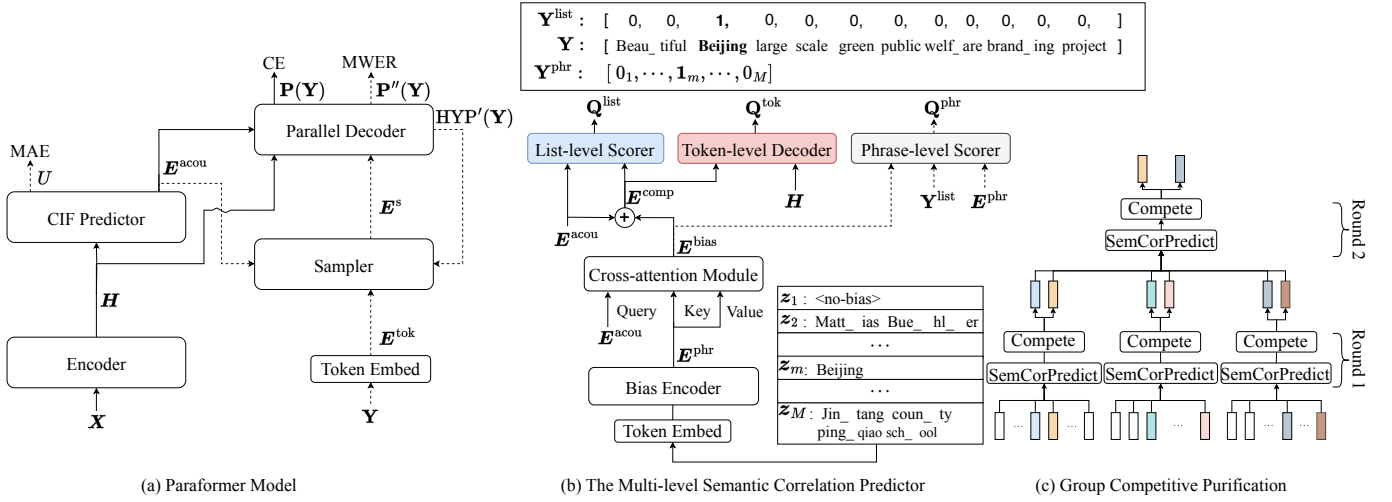 Y^list : [ 0, 0, 1, 0, 0, 0, 0, 0, 0, 0, 0, 0, ]
Y : [ Beau_ tiful Beijing large scale green public welf_ are brand_ ing project ]
Y^phr : [ 0_1, ⋯, 1_m, ⋯, 0_M ]
CE
MWER
P(Y)
P''(Y)
HYP'(Y)
Parallel Decoder
MAE
U
E^acou
CIF Predictor
E^s
Sampler
H
E^tok
Encoder
Token Embed
X
Y
(a) Paraformer Model
Q^list
Q^tok
Q^phr
List-level Scorer
Token-level Decoder
Phrase-level Scorer
E^comp
H
Y^list
E^phr
+
E^acou
E^bias
Cross-attention Module
Query
Key
Value
E^acou
E^phr
Bias Encoder
Token Embed
z_1 : <no-bias>
z_2 : Matt_ ias Bue_ hl_ er
⋯
z_m: Beijing
⋯
z_M : Jin_ tang coun_ ty
ping_ qiao sch_ ool
(b) The Multi-level Semantic Correlation Predictor
Compete
SemCorPredict
Round 2
Compete
Compete
Compete
SemCorPredict
SemCorPredict
SemCorPredict
Round 1
...
...
...
...
...
(c) Group Competitive Purification